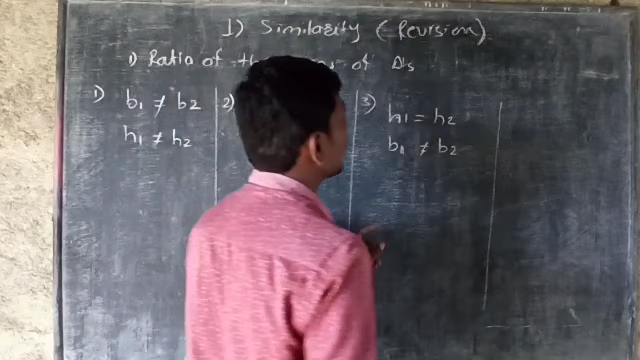 1) Similarity (Revision)
1) Ratio of of Δs
1) b₁ ≠ b₂
h₁ ≠ h₂
2)
3) h₁ = h₂
b₁ ≠ b₂